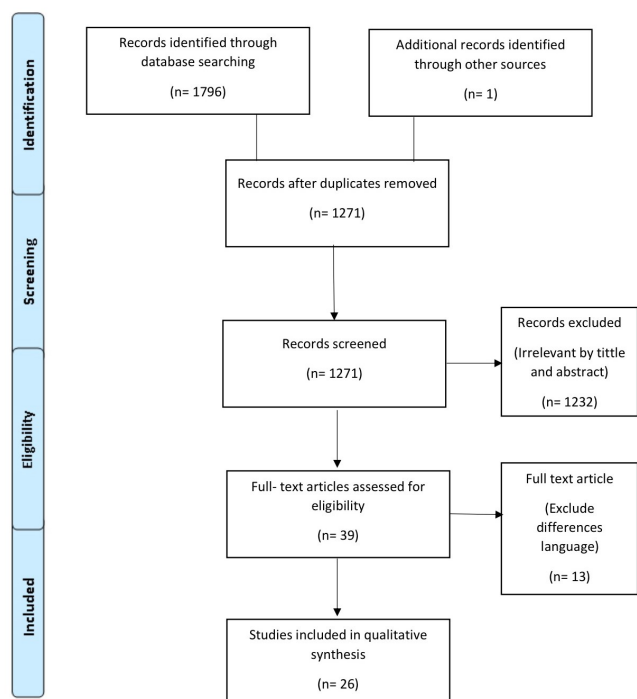 Identification
Records identified through
database searching
(n= 1796)
Additional records identified
through other sources
(n= 1)
Records after duplicates removed
(n= 1271)
Screening
Records screened
(n= 1271)
Records excluded
(Irrelevant by tittle
and abstract)
(n= 1232)
Eligibility
Full- text articles assessed for
eligibility
(n= 39)
Full text article
(Exclude
differences
language)
(n= 13)
Included
Studies included in qualitative
synthesis
(n= 26)